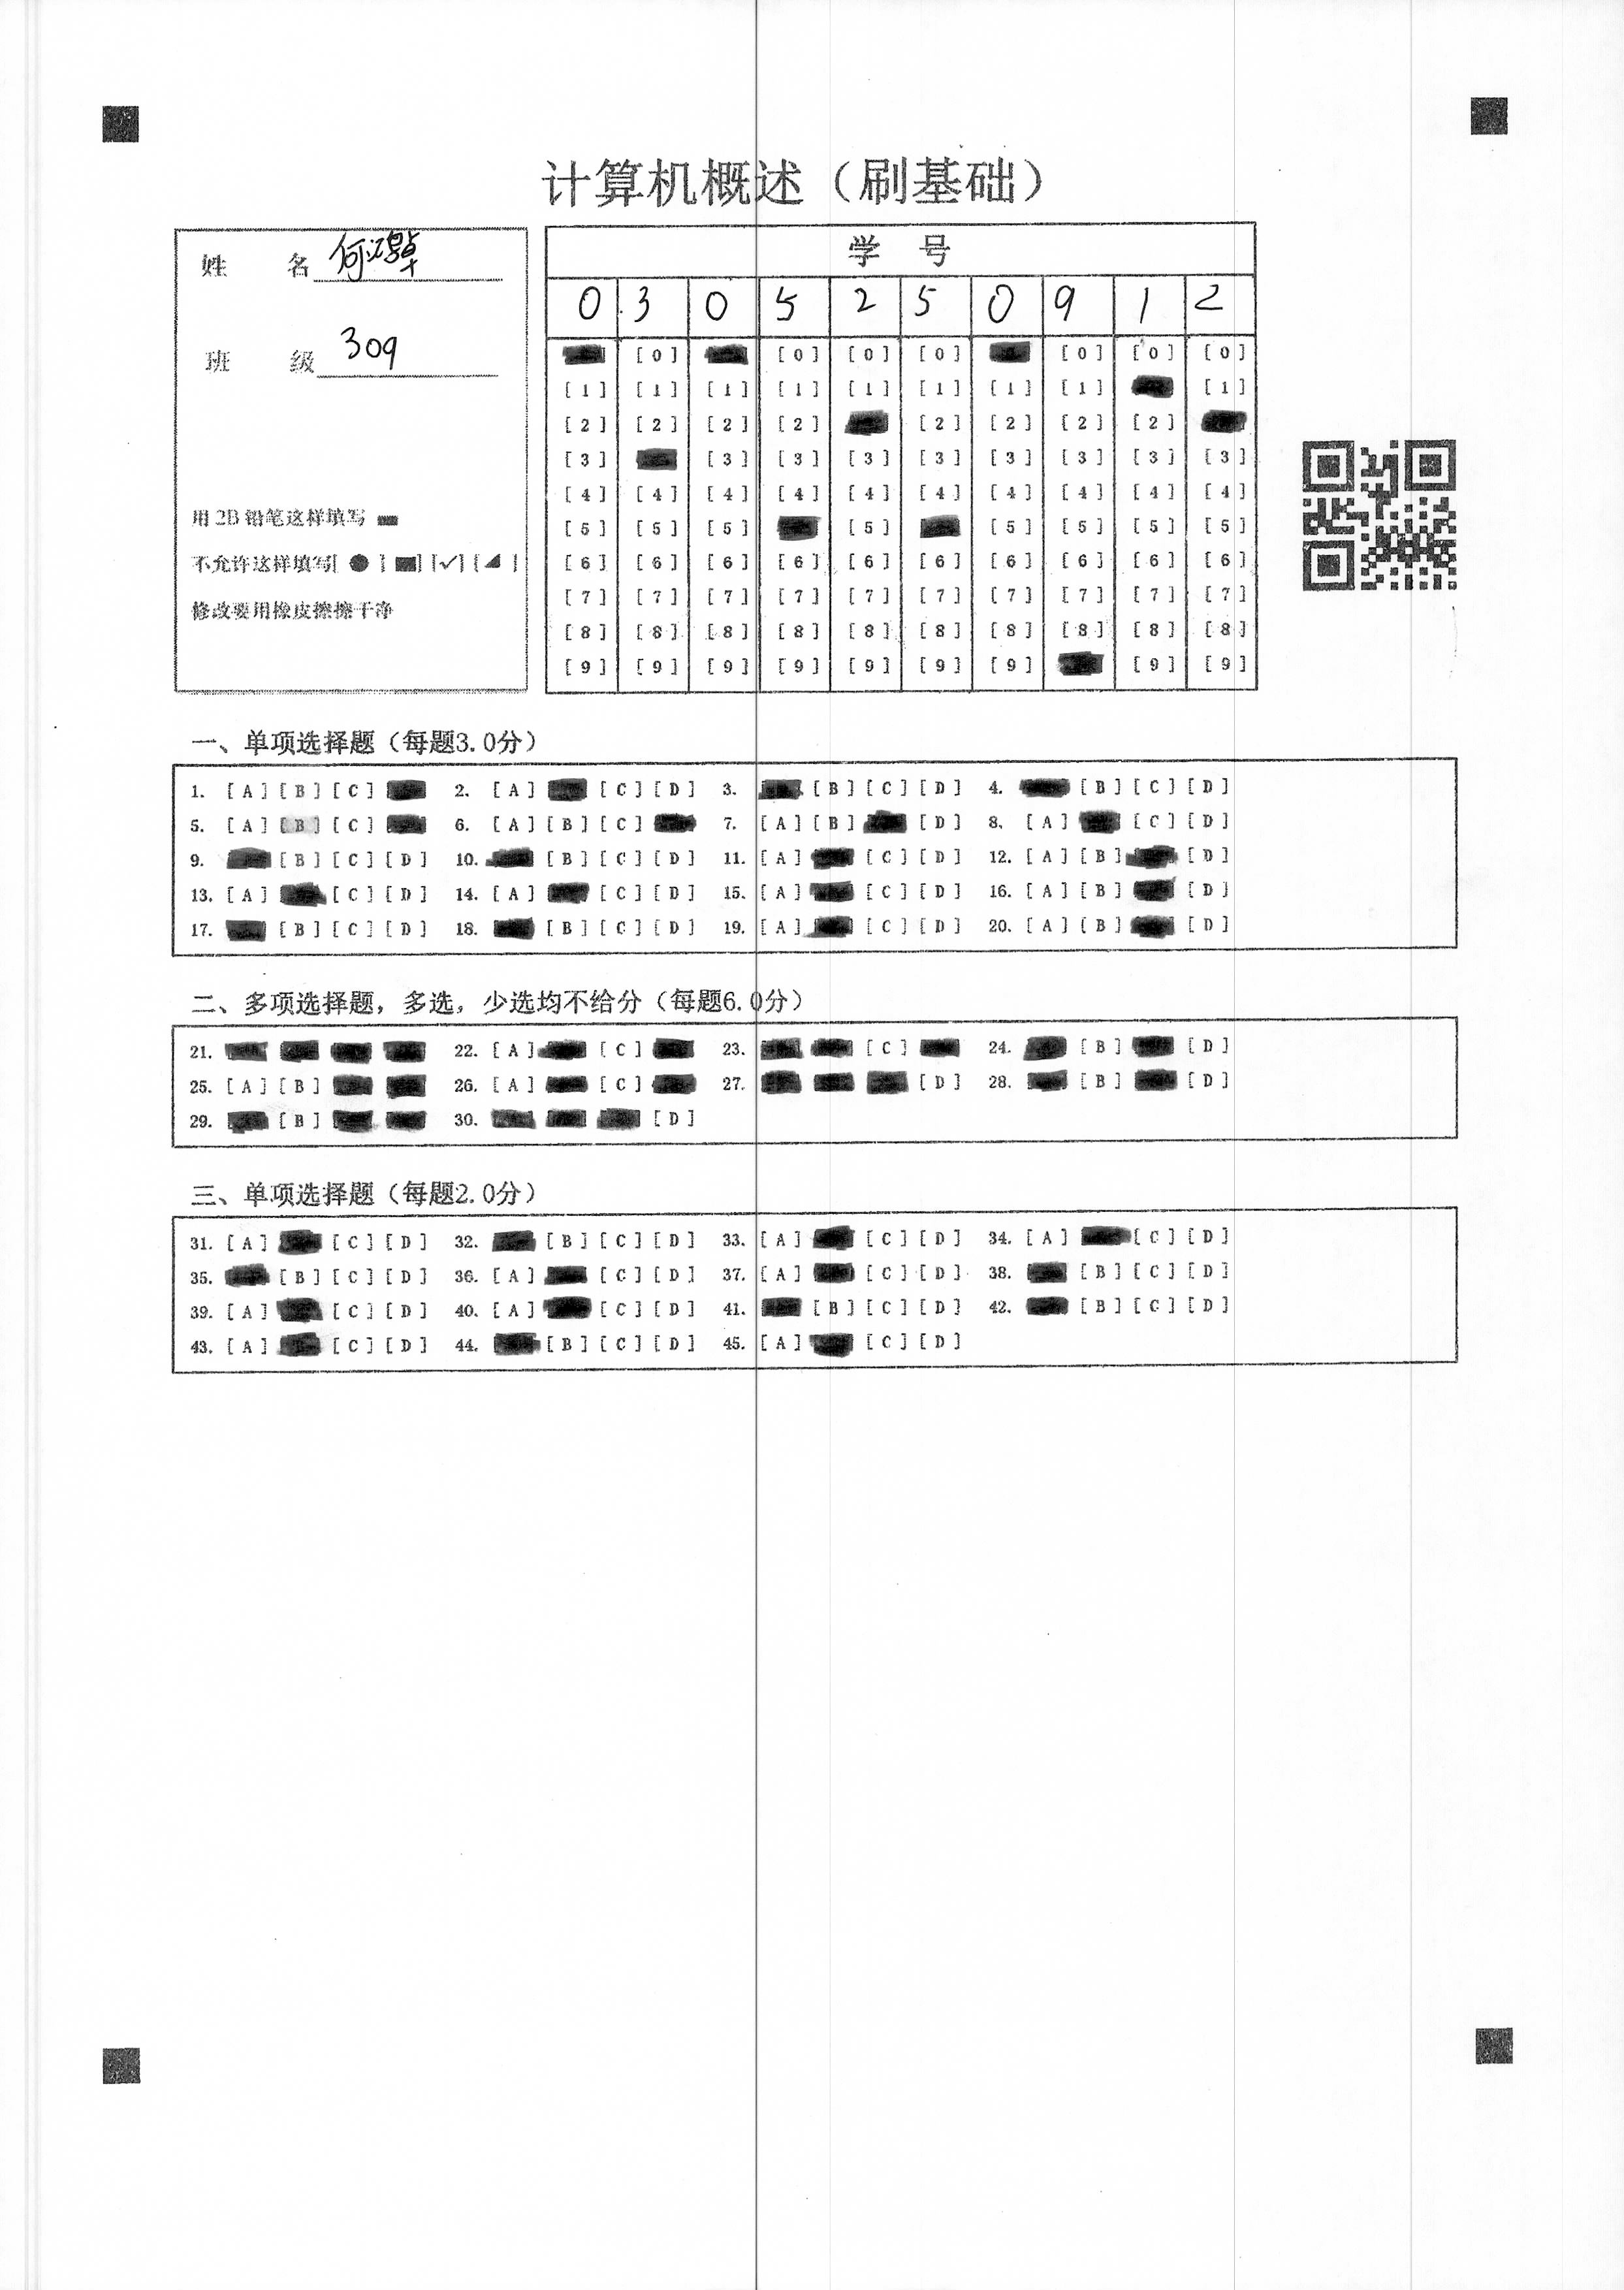 计算机概述（刷基础）
姓 名 何
班 级 309
用 2B 铅笔这样填写
不允许这样填写[ ● ] [■] [✓] [◢ ]
修改要用橡皮擦擦干净
学 号
0 3 0 5 2 5 0 9 1 2
[0] [0] [0] [0] [0] [0] [0]
[1] [1] [1] [1] [1] [1] [1] [1] [1]
[2] [2] [2] [2] [2] [2] [2] [2]
[3] [3] [3] [3] [3] [3] [3] [3] [3]
[4] [4] [4] [4] [4] [4] [4] [4] [4] [4]
[5] [5] [5] [5] [5] [5] [5] [5]
[6] [6] [6] [6] [6] [6] [6] [6] [6] [6]
[7] [7] [7] [7] [7] [7] [7] [7] [7] [7]
[8] [8] [8] [8] [8] [8] [8] [8] [8] [8]
[9] [9] [9] [9] [9] [9] [9] [9] [9]
一、单项选择题（每题3.0分）
1. [A] [B] [C] 2. [A] [C] [D] 3. [B] [C] [D] 4. [B] [C] [D]
5. [A] [B] [C] 6. [A] [B] [C] 7. [A] [B] [D] 8. [A] [C] [D]
9. [B] [C] [D] 10. [B] [C] [D] 11. [A] [C] [D] 12. [A] [B] [D]
13. [A] [C] [D] 14. [A] [C] [D] 15. [A] [C] [D] 16. [A] [B] [D]
17. [B] [C] [D] 18. [B] [C] [D] 19. [A] [C] [D] 20. [A] [B] [D]
二、多项选择题，多选，少选均不给分（每题6.0分）
21. 22. [A] [C] 23. [C] 24. [B] [D]
25. [A] [B] 26. [A] [C] 27. [D] 28. [B] [D]
29. [B] 30. [D]
三、单项选择题（每题2.0分）
31. [A] [C] [D] 32. [B] [C] [D] 33. [A] [C] [D] 34. [A] [C] [D]
35. [B] [C] [D] 36. [A] [C] [D] 37. [A] [C] [D] 38. [B] [C] [D]
39. [A] [C] [D] 40. [A] [C] [D] 41. [B] [C] [D] 42. [B] [C] [D]
43. [A] [C] [D] 44. [B] [C] [D] 45. [A] [C] [D]